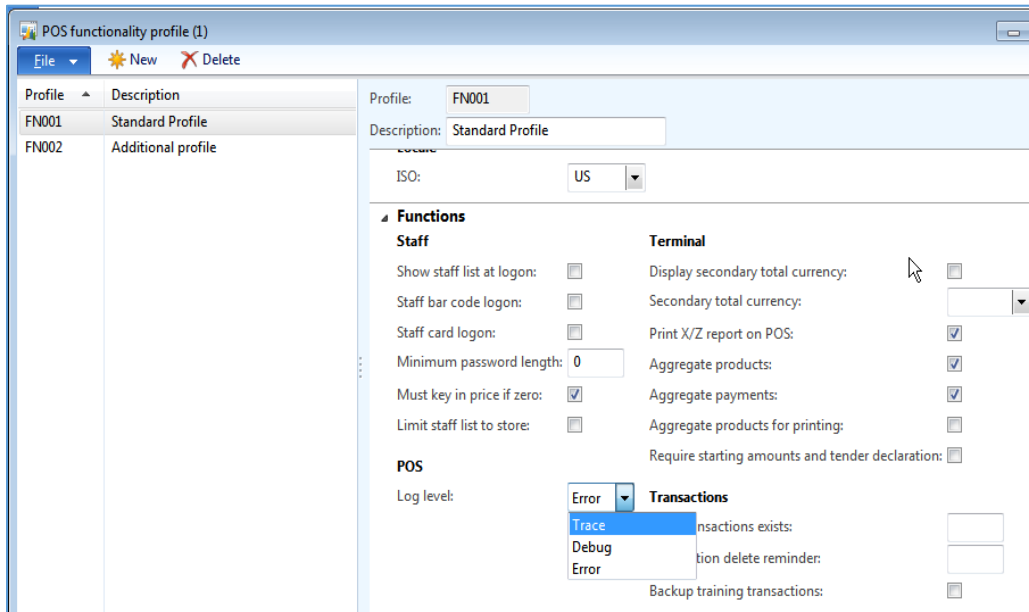 POS functionality profile (1)
File New Delete
Profile Description
FN001 Standard Profile
FN002 Additional profile
Profile: FN001
Description: Standard Profile
Locale
ISO: US
Functions
Staff
Show staff list at logon:
Staff bar code logon:
Staff card logon:
Minimum password length: 0
Must key in price if zero:
Limit staff list to store:
POS
Log level: Error
Trace
Debug
Error
Terminal
Display secondary total currency:
Secondary total currency:
Print X/Z report on POS:
Aggregate products:
Aggregate payments:
Aggregate products for printing:
Require starting amounts and tender declaration:
Transactions
nsactions exists:
tion delete reminder:
Backup training transactions: